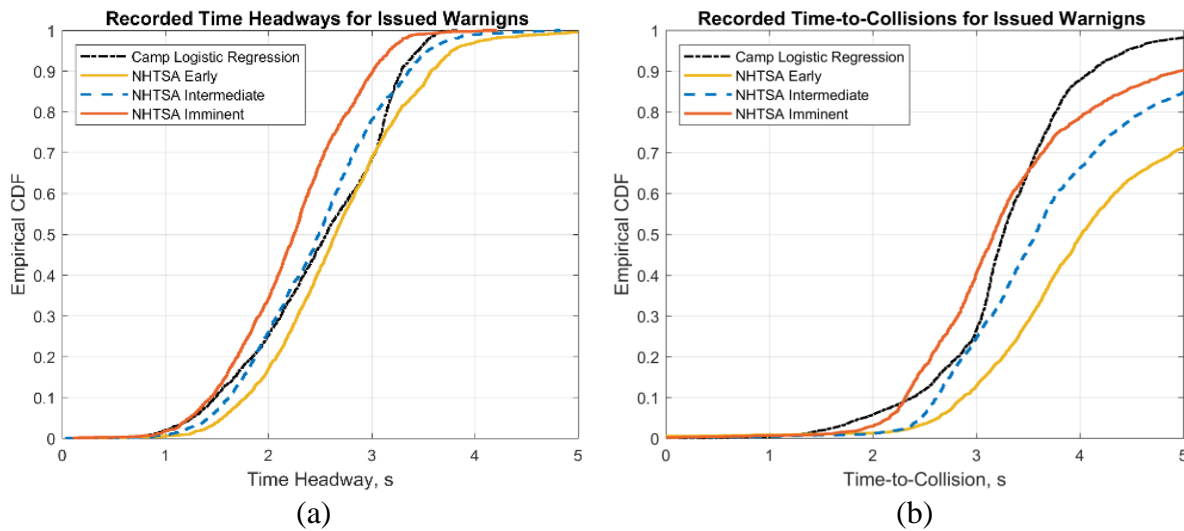 Recorded Time Headways for Issued Warnigns
1
0.9
0.8
0.7
0.6
0.5
0.4
0.3
0.2
0.1
0
Empirical CDF
Camp Logistic Regression
NHTSA Early
NHTSA Intermediate
NHTSA Imminent
0 1 2 3 4 5
Time Headway, s
(a)
Recorded Time-to-Collisions for Issued Warnigns
1
0.9
0.8
0.7
0.6
0.5
0.4
0.3
0.2
0.1
0
Empirical CDF
Camp Logistic Regression
NHTSA Early
NHTSA Intermediate
NHTSA Imminent
0 1 2 3 4 5
Time-to-Collision, s
(b)